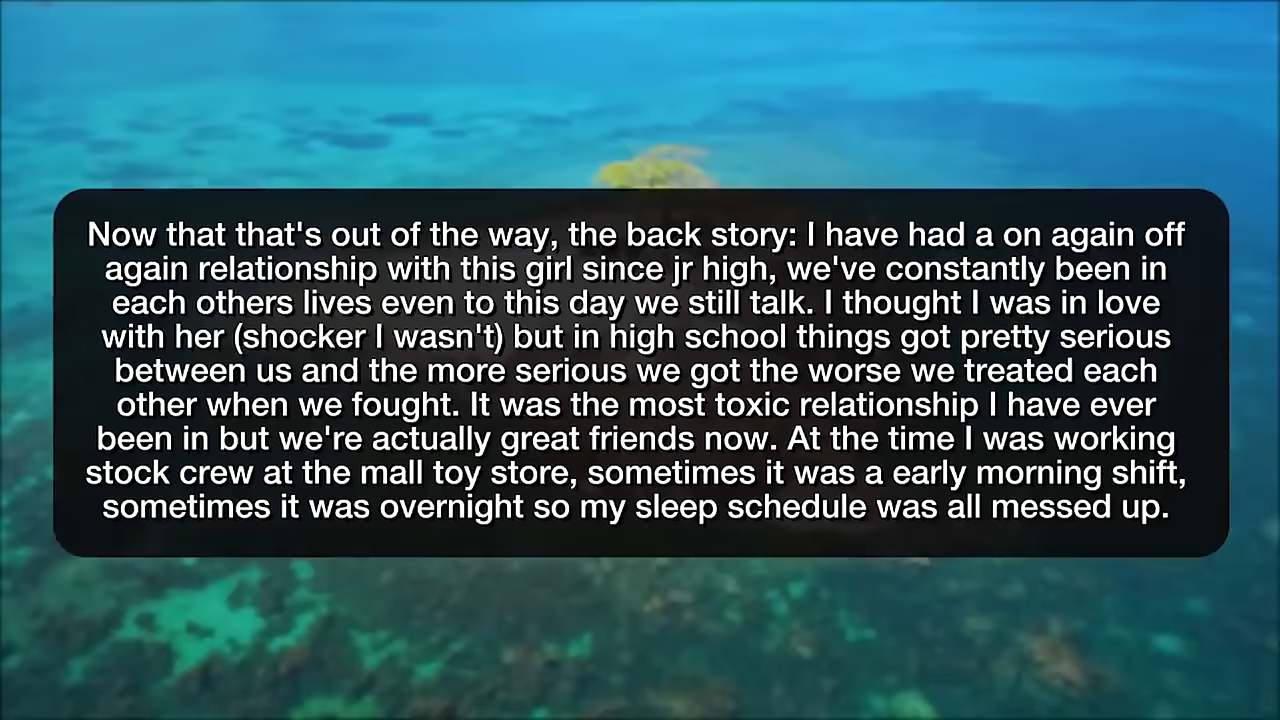 Now that that's out of the way, the back story: I have had a on again off
again relationship with this girl since jr high, we've constantly been in
each others lives even to this day we still talk. I thought I was in love
with her (shocker I wasn't) but in high school things got pretty serious
between us and the more serious we got the worse we treated each
other when we fought. It was the most toxic relationship I have ever
been in but we're actually great friends now. At the time I was working
stock crew at the mall toy store, sometimes it was a early morning shift,
sometimes it was overnight so my sleep schedule was all messed up.